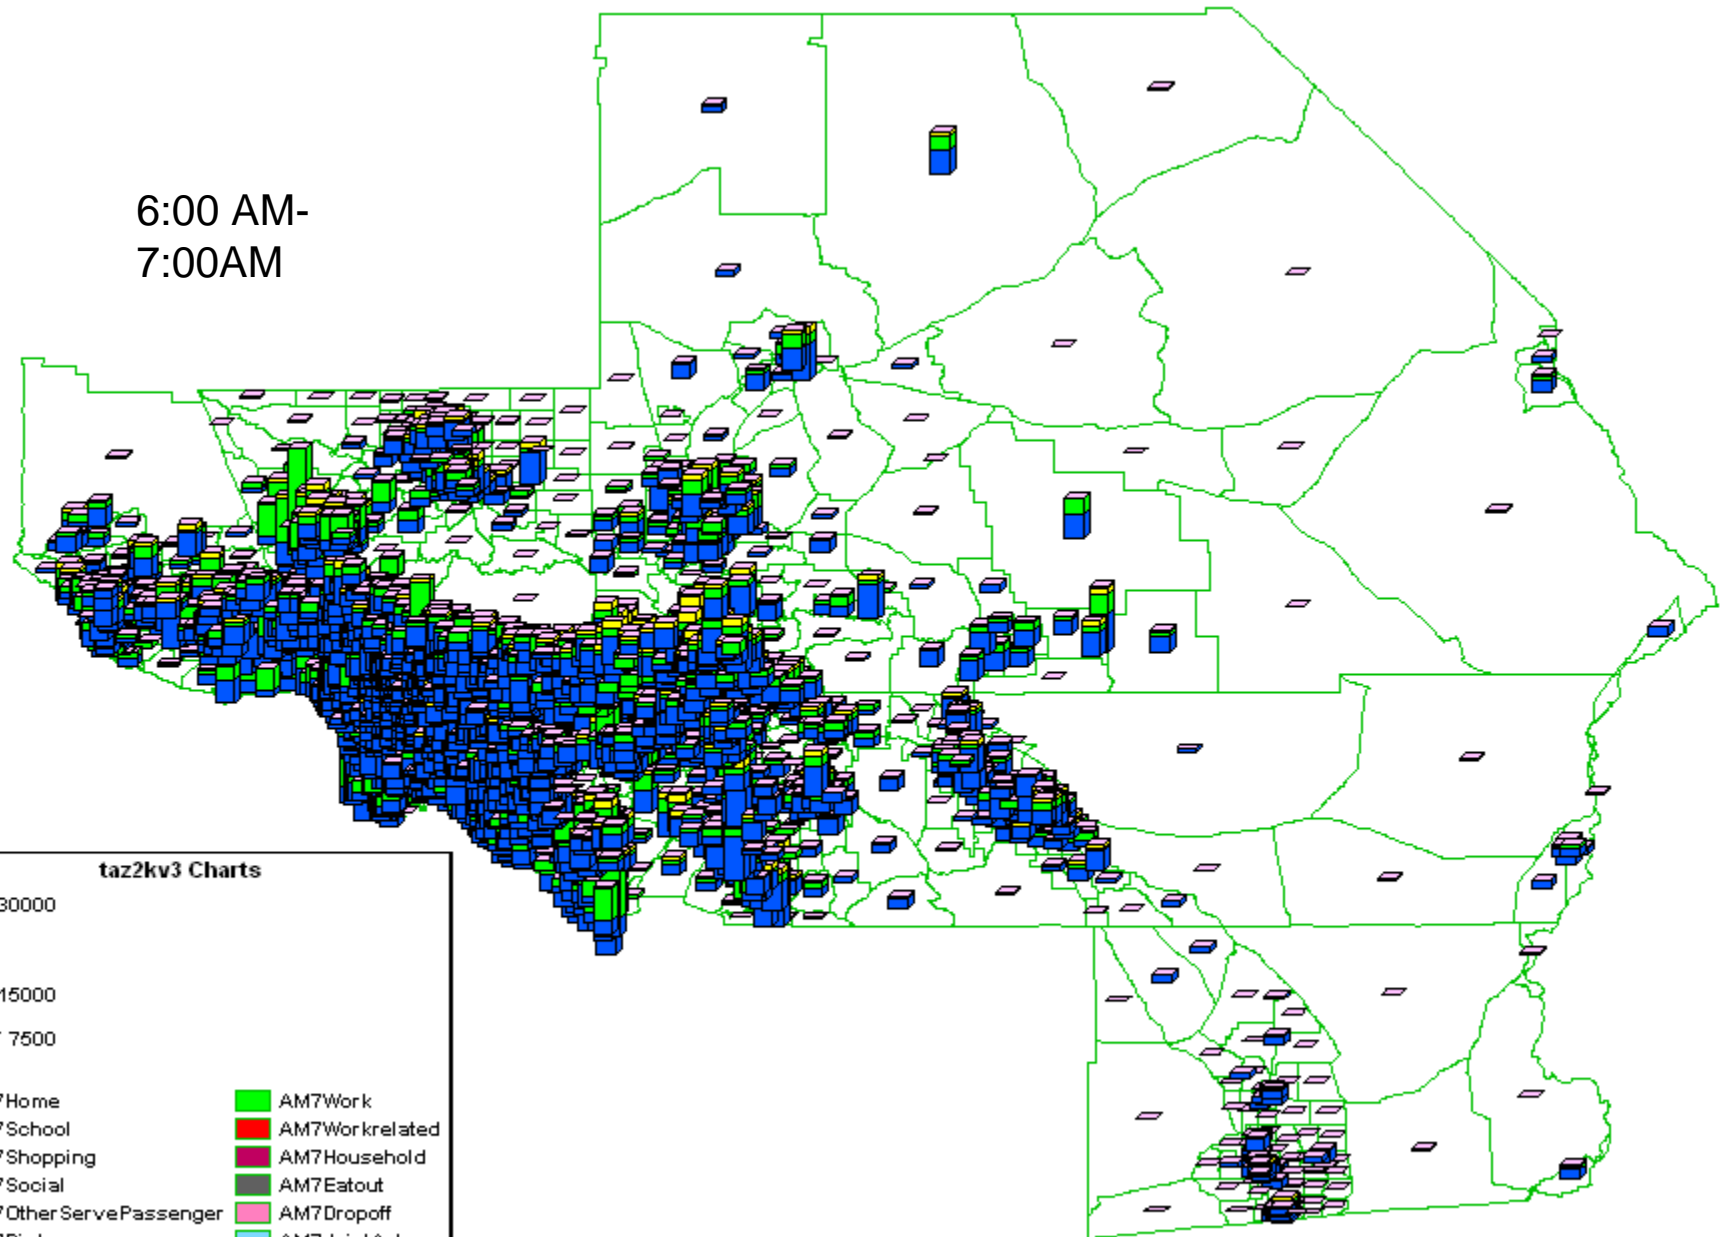 6:00 AM-
7:00AM
taz2kv3 Charts
30000
15000
7500
7Home
AM7Work
7School
AM7Workrelated
7Shopping
AM7Household
7Social
AM7Eatout
7OtherServePassenger
AM7Dropoff